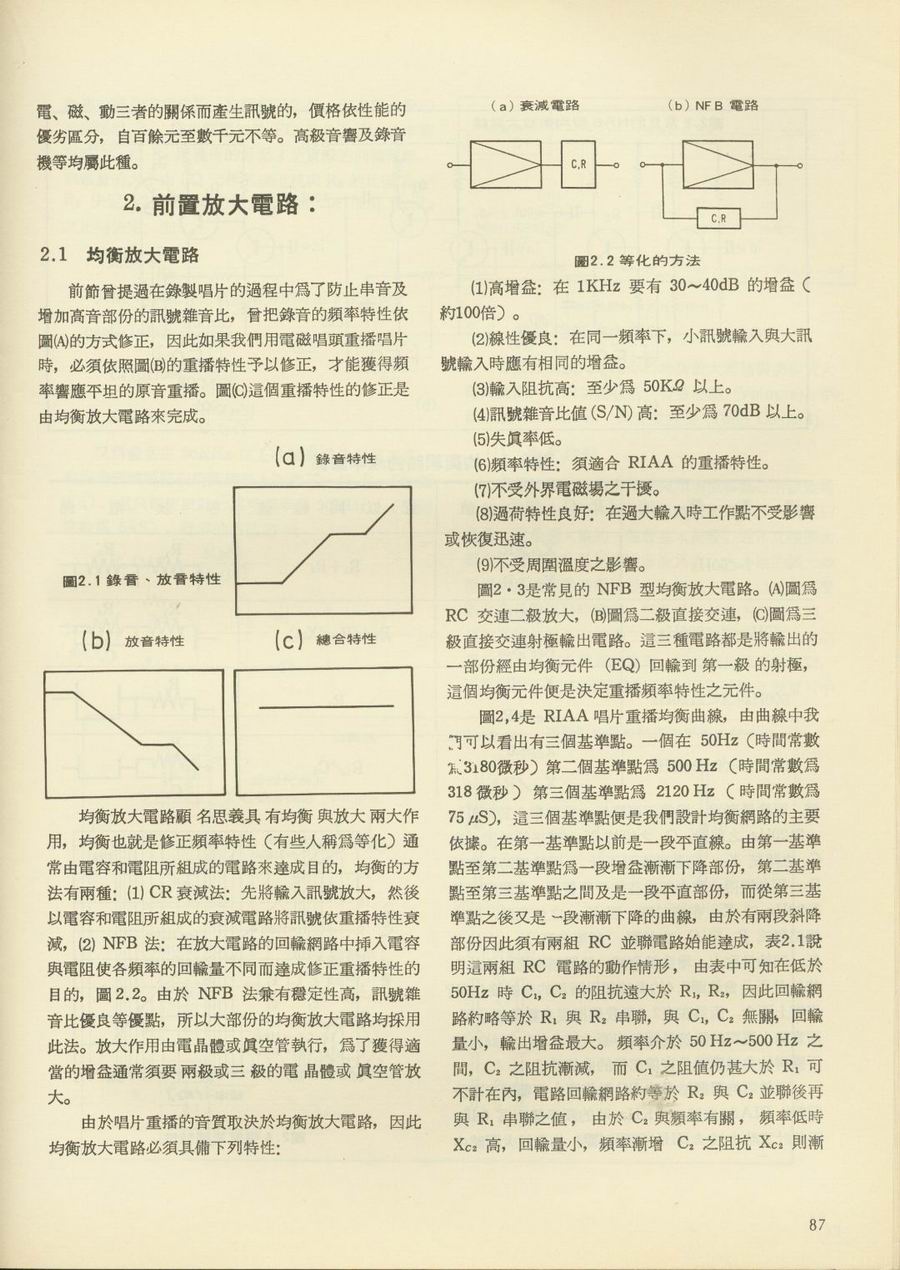 電、磁、動三者的關係而產生訊號的，價格依性能的
優劣區分，自百餘元至數千元不等。高級音響及錄音
機等均屬此種。
2. 前置放大電路：
2.1 均衡放大電路
前節曾提過在錄製唱片的過程中爲了防止串音及
增加高音部份的訊號雜音比，曾把錄音的頻率特性依
圖(A)的方式修正，因此如果我們用電磁唱頭重播唱片
時，必須依照圖(B)的重播特性予以修正，才能獲得頻
率響應平坦的原音重播。圖(C)這個重播特性的修正是
由均衡放大電路來完成。
(a) 錄音特性
圖2.1 錄音、放音特性
(b) 放音特性
(c) 總合特性
均衡放大電路顧 名思義具 有均衡 與放大 兩大作
用，均衡也就是修正頻率特性（有些人稱爲等化）通
常由電容和電阻所組成的電路來達成目的，均衡的方
法有兩種：(1) CR 衰減法：先將輸入訊號放大，然後
以電容和電阻所組成的衰減電路將訊號依重播特性衰
減，(2) NFB 法：在放大電路的回輸網路中挿入電容
與電阻使各頻率的回輸量不同而達成修正重播特性的
目的，圖 2.2。由於 NFB 法兼有穩定性高，訊號雜
音比優良等優點，所以大部份的均衡放大電路均採用
此法。放大作用由電晶體或眞空管執行，爲了獲得適
當的增益通常須要 兩級或三 級的電 晶體或 眞空管放
大。
由於唱片重播的音質取決於均衡放大電路，因此
均衡放大電路必須具備下列特性：
(a) 衰減電路
(b) NFB 電路
C.R
C.R
圖2.2 等化的方法
(1)高增益：在 1KHz 要有 30～40dB 的增益（
約100倍）。
(2)線性優良：在同一頻率下，小訊號輸入與大訊
號輸入時應有相同的增益。
(3)輸入阻抗高：至少爲 50KΩ 以上。
(4)訊號雜音比値 (S/N) 高：至少爲 70dB 以上。
(5)失眞率低。
(6)頻率特性：須適合 RIAA 的重播特性。
(7)不受外界電磁場之干擾。
(8)過荷特性良好：在過大輸入時工作點不受影響
或恢復迅速。
(9)不受周圍溫度之影響。
圖2・3是常見的 NFB 型均衡放大電路。(A)圖爲
RC 交連二級放大，(B)圖爲二級直接交連，(C)圖爲三
級直接交連射極輸出電路。這三種電路都是將輸出的
一部份經由均衡元件 (EQ) 回輸到 第一級 的射極，
這個均衡元件便是決定重播頻率特性之元件。
圖2,4是 RIAA 唱片重播均衡曲線，由曲線中我
們可以看出有三個基準點。一個在 50Hz（時間常數
爲3180微秒）第二個基準點爲 500 Hz （時間常數爲
318 微秒 ）第三個基準點爲 2120 Hz （ 時間常數爲
75 μS)，這三個基準點便是我們設計均衡網路的主要
依據。在第一基準點以前是一段平直線。由第一基準
點至第二基準點爲一段增益漸漸下降部份，第二基準
點至第三基準點之間及是一段平直部份，而從第三基
準點之後又是一段漸漸下降的曲線，由於有兩段斜降
部份因此須有兩組 RC 並聯電路始能達成，表2.1說
明這兩組 RC 電路的動作情形， 由表中可知在低於
50Hz 時 C₁, C₂ 的阻抗遠大於 R₁, R₂，因此回輸網
路約略等於 R₁ 與 R₂ 串聯，與 C₁, C₂ 無關，回輸
量小，輸出增益最大。頻率介於 50 Hz～500 Hz 之
間，C₂ 之阻抗漸減， 而 C₁ 之阻值仍甚大於 R₁ 可
不計在內，電路回輸網路約等於 R₂ 與 C₂ 並聯後再
與 R₁ 串聯之值， 由於 C₂ 與頻率有關， 頻率低時
Xc₂ 高，回輸量小，頻率漸增 C₂ 之阻抗 Xc₂ 則漸
87